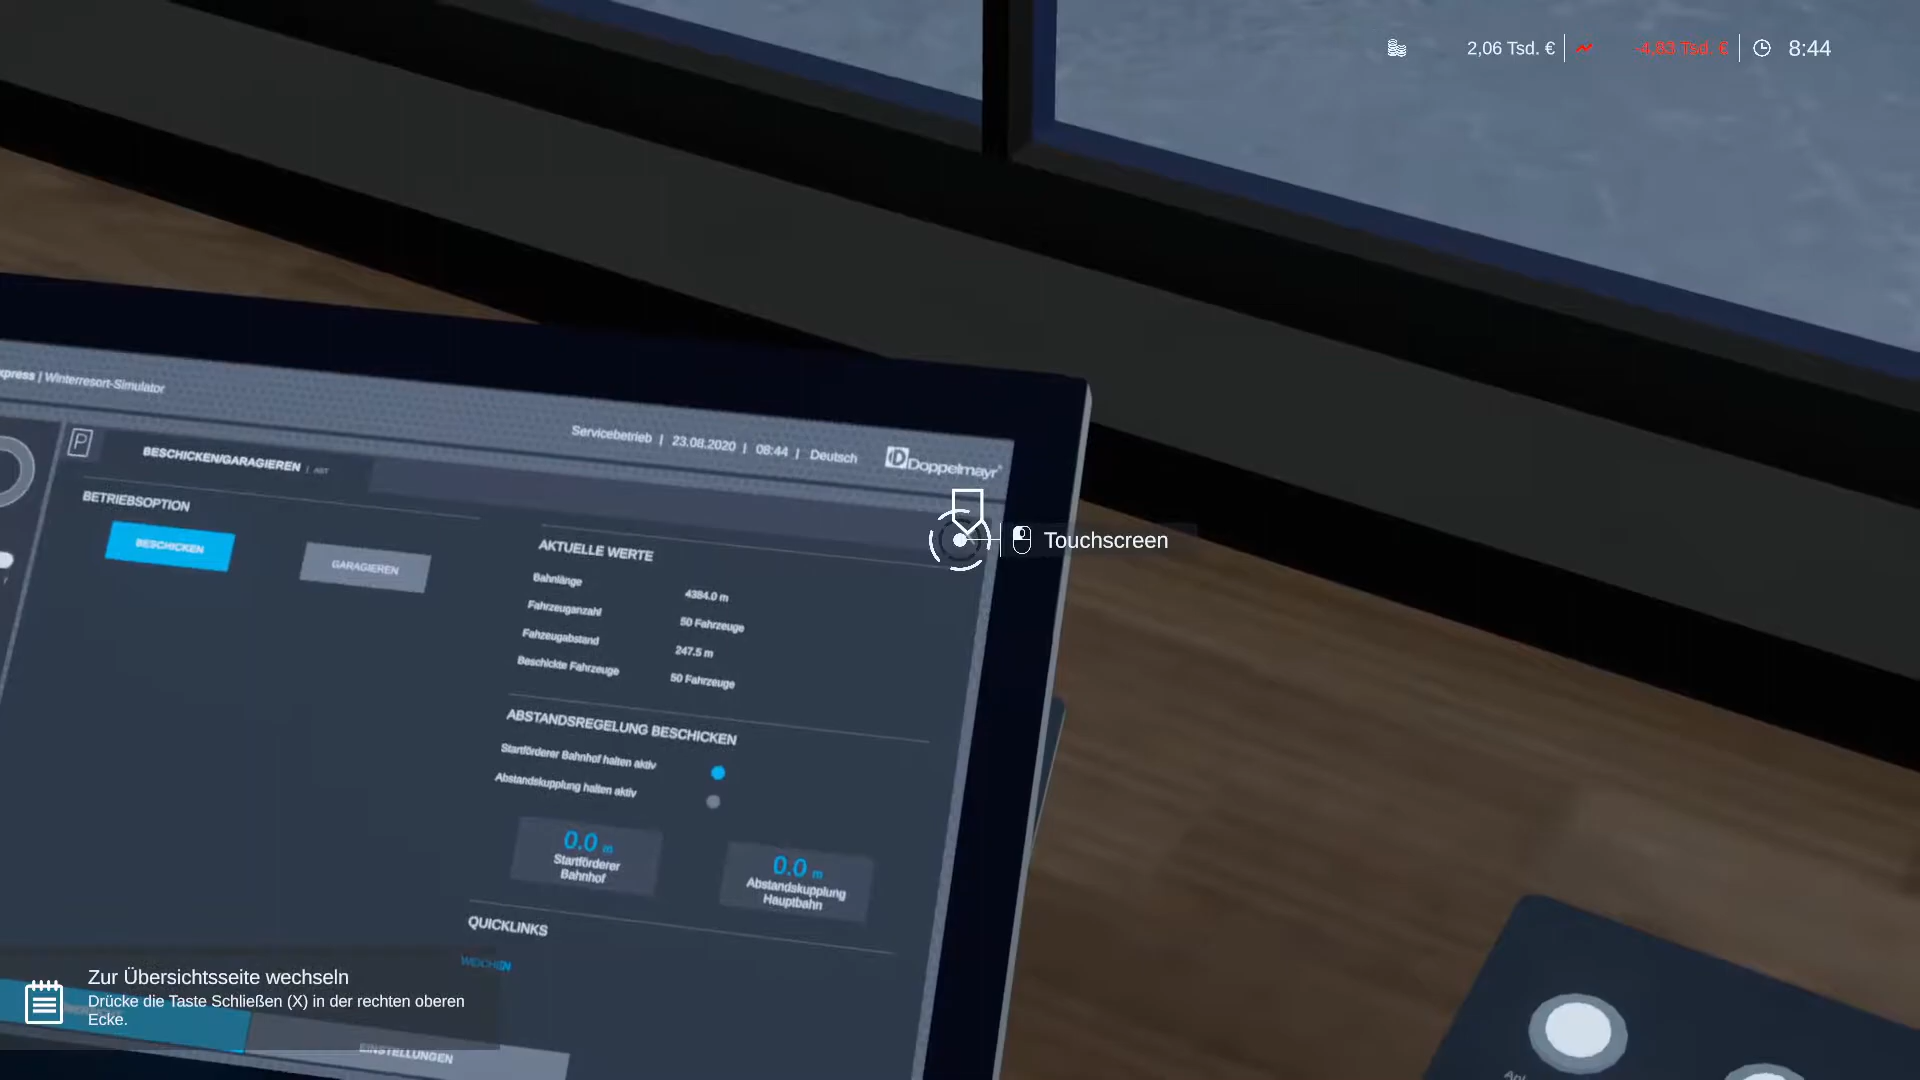 2,06 Tsd. €
-4,83 Tsd. €
8:44
xpress | Winterresort-Simulator
Servicebetrieb | 23.08.2020 | 08:44 | Deutsch
Doppelmayr
P
BESCHICKEN/GARAGIEREN
BETRIEBSOPTION
BESCHICKEN
GARAGIEREN
Touchscreen
AKTUELLE WERTE
Bahnlänge 4384.0 m
Fahrzeuganzahl 50 Fahrzeuge
Fahzeugabstand 247.5 m
Beschickte Fahrzeuge 50 Fahrzeuge
ABSTANDSREGELUNG BESCHICKEN
Startförderer Bahnhof halten aktiv
Abstandskupplung halten aktiv
0.0 m
Startförderer
Bahnhof
0.0 m
Abstandskupplung
Hauptbahn
QUICKLINKS
WEICHEN
Zur Übersichtsseite wechseln
Drücke die Taste Schließen (X) in der rechten oberen
Ecke.
EINSTELLUNGEN